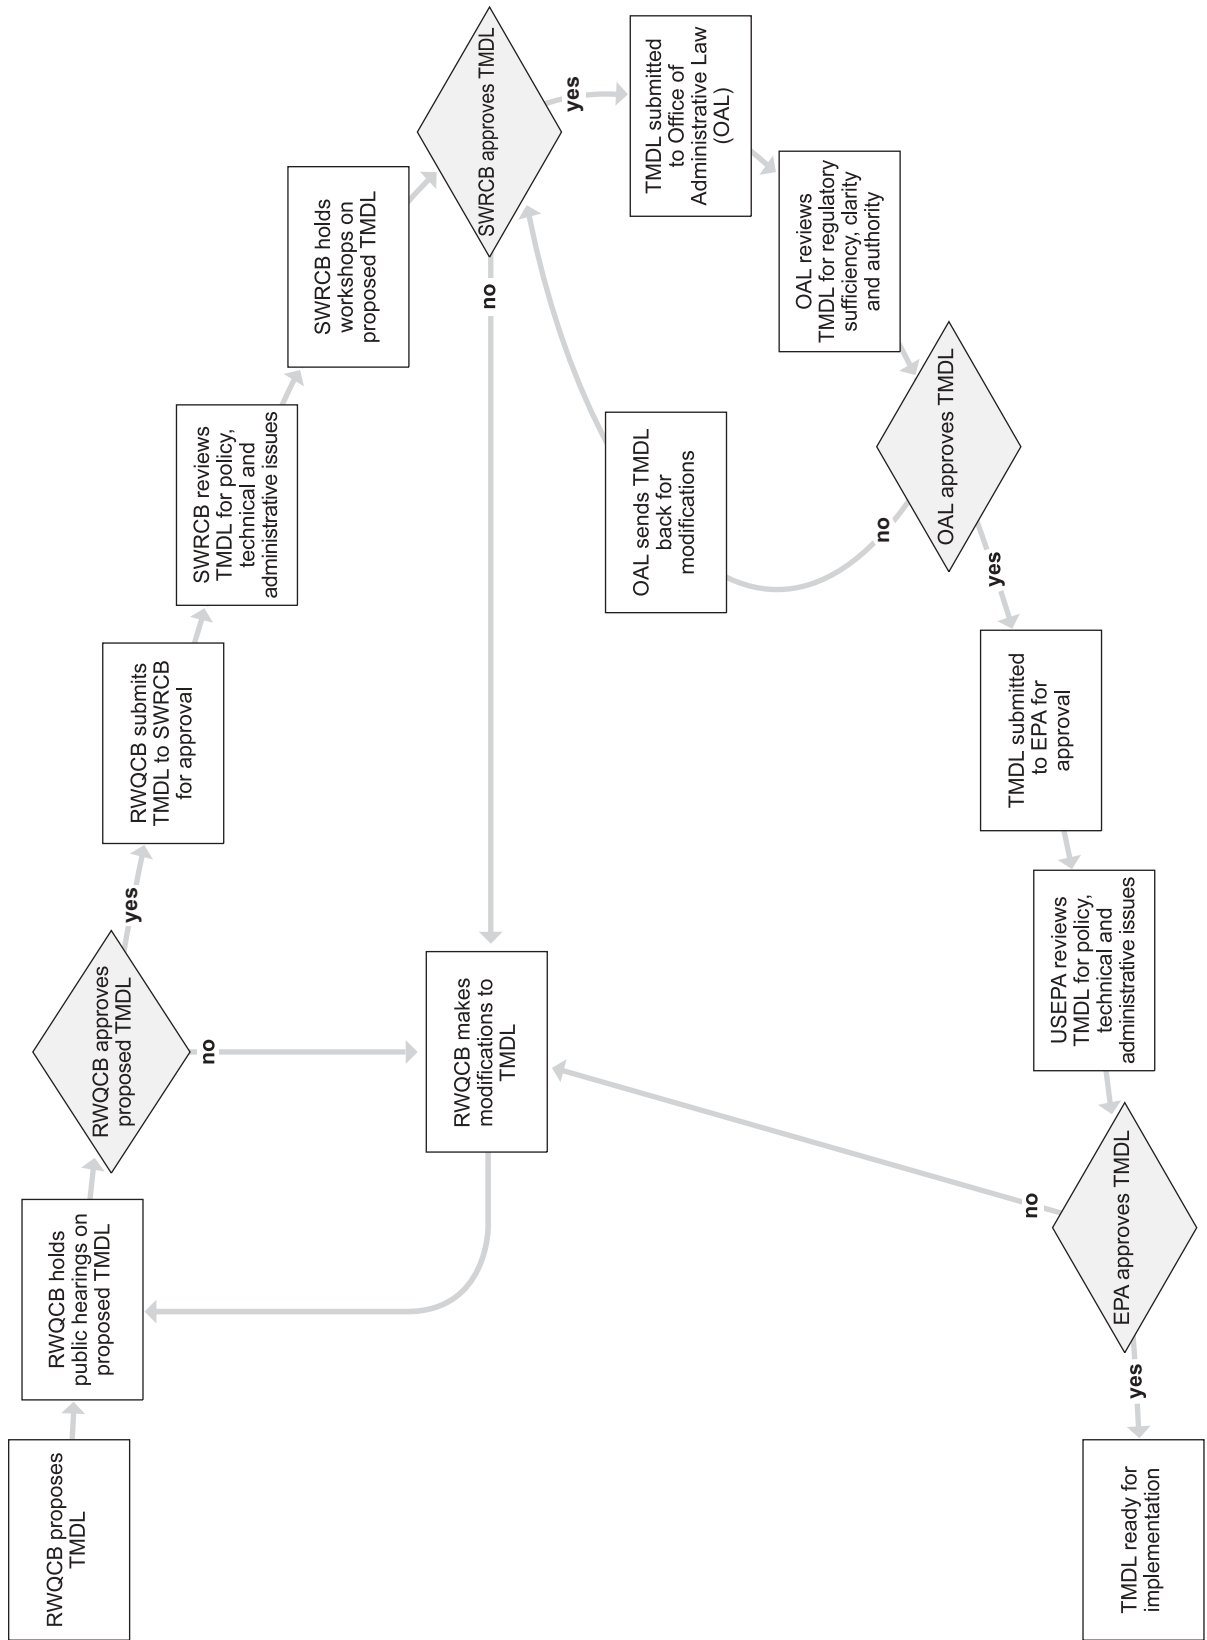 RWQCB proposes
TMDL
RWQCB holds
public hearings on
proposed TMDL
RWQCB approves
proposed TMDL
yes
no
RWQCB submits
TMDL to SWRCB
for approval
SWRCB reviews
TMDL for policy,
technical and
administrative issues
SWRCB holds
workshops on
proposed TMDL
SWRCB approves TMDL
yes
no
RWQCB makes
modifications to
TMDL
TMDL submitted
to Office of
Administrative Law
(OAL)
OAL reviews
TMDL for regulatory
sufficiency, clarity
and authority
OAL approves TMDL
no
OAL sends TMDL
back for
modifications
yes
TMDL submitted
to EPA for
approval
USEPA reviews
TMDL for policy,
technical and
administrative issues
EPA approves TMDL
no
yes
TMDL ready for
implementation